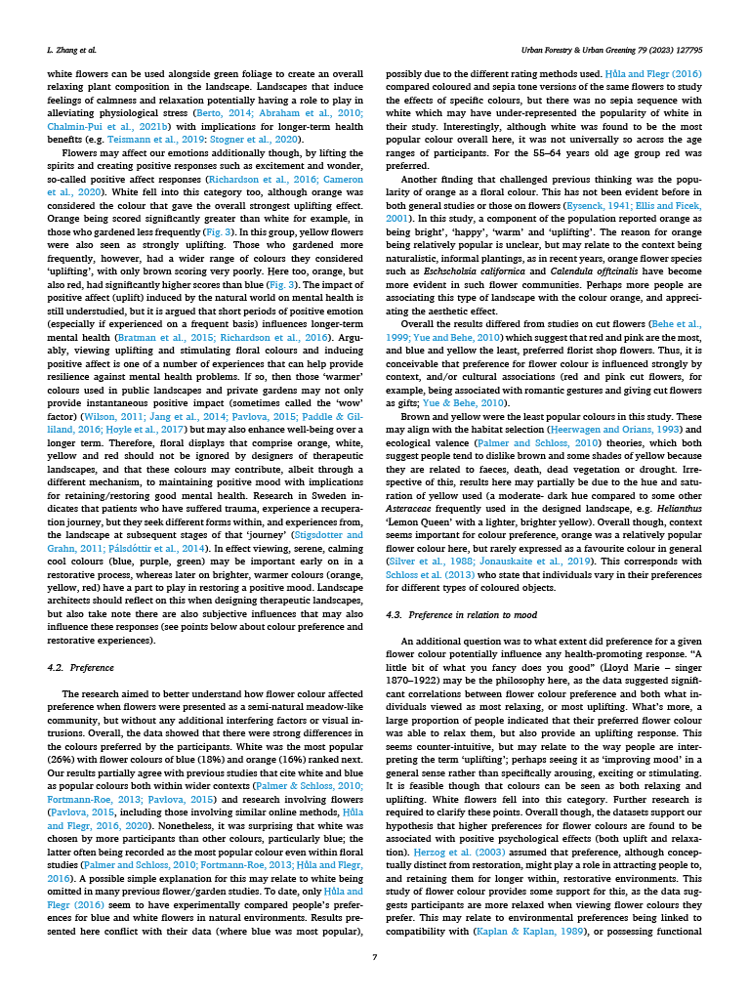 L. Zhang et al.
Urban Forestry & Urban Greening 79 (2023) 127795
white flowers can be used alongside green foliage to create an overall
relaxing plant composition in the landscape. Landscapes that induce
feelings of calmness and relaxation potentially having a role to play in
alleviating physiological stress (Berto, 2014; Abraham et al., 2010;
Chalmin-Pui et al., 2021b) with implications for longer-term health
benefits (e.g. Teismann et al., 2019: Stogner et al., 2020).
Flowers may affect our emotions additionally though, by lifting the
spirits and creating positive responses such as excitement and wonder,
so-called positive affect responses (Richardson et al., 2016; Cameron
et al., 2020). White fell into this category too, although orange was
considered the colour that gave the overall strongest uplifting effect.
Orange being scored significantly greater than white for example, in
those who gardened less frequently (Fig. 3). In this group, yellow flowers
were also seen as strongly uplifting. Those who gardened more
frequently, however, had a wider range of colours they considered
‘uplifting’, with only brown scoring very poorly. Here too, orange, but
also red, had significantly higher scores than blue (Fig. 3). The impact of
positive affect (uplift) induced by the natural world on mental health is
still understudied, but it is argued that short periods of positive emotion
(especially if experienced on a frequent basis) influences longer-term
mental health (Bratman et al., 2015; Richardson et al., 2016). Argu-
ably, viewing uplifting and stimulating floral colours and inducing
positive affect is one of a number of experiences that can help provide
resilience against mental health problems. If so, then those ‘warmer’
colours used in public landscapes and private gardens may not only
provide instantaneous positive impact (sometimes called the ‘wow’
factor) (Wilson, 2011; Jang et al., 2014; Pavlova, 2015; Paddle & Gil-
liland, 2016; Hoyle et al., 2017) but may also enhance well-being over a
longer term. Therefore, floral displays that comprise orange, white,
yellow and red should not be ignored by designers of therapeutic
landscapes, and that these colours may contribute, albeit through a
different mechanism, to maintaining positive mood with implications
for retaining/restoring good mental health. Research in Sweden in-
dicates that patients who have suffered trauma, experience a recupera-
tion journey, but they seek different forms within, and experiences from,
the landscape at subsequent stages of that ‘journey’ (Stigsdotter and
Grahn, 2011; Pálsdóttir et al., 2014). In effect viewing, serene, calming
cool colours (blue, purple, green) may be important early on in a
restorative process, whereas later on brighter, warmer colours (orange,
yellow, red) have a part to play in restoring a positive mood. Landscape
architects should reflect on this when designing therapeutic landscapes,
but also take note there are also subjective influences that may also
influence these responses (see points below about colour preference and
restorative experiences).
4.2. Preference
The research aimed to better understand how flower colour affected
preference when flowers were presented as a semi-natural meadow-like
community, but without any additional interfering factors or visual in-
trusions. Overall, the data showed that there were strong differences in
the colours preferred by the participants. White was the most popular
(26%) with flower colours of blue (18%) and orange (16%) ranked next.
Our results partially agree with previous studies that cite white and blue
as popular colours both within wider contexts (Palmer & Schloss, 2010;
Fortmann-Roe, 2013; Pavlova, 2015) and research involving flowers
(Pavlova, 2015, including those involving similar online methods, Hůla
and Flegr, 2016, 2020). Nonetheless, it was surprising that white was
chosen by more participants than other colours, particularly blue; the
latter often being recorded as the most popular colour even within floral
studies (Palmer and Schloss, 2010; Fortmann-Roe, 2013; Hůla and Flegr,
2016). A possible simple explanation for this may relate to white being
omitted in many previous flower/garden studies. To date, only Hůla and
Flegr (2016) seem to have experimentally compared people’s prefer-
ences for blue and white flowers in natural environments. Results pre-
sented here conflict with their data (where blue was most popular),
possibly due to the different rating methods used. Hůla and Flegr (2016)
compared coloured and sepia tone versions of the same flowers to study
the effects of specific colours, but there was no sepia sequence with
white which may have under-represented the popularity of white in
their study. Interestingly, although white was found to be the most
popular colour overall here, it was not universally so across the age
ranges of participants. For the 55–64 years old age group red was
preferred.
Another finding that challenged previous thinking was the popu-
larity of orange as a floral colour. This has not been evident before in
both general studies or those on flowers (Eysenck, 1941; Ellis and Ficek,
2001). In this study, a component of the population reported orange as
being bright’, ‘happy’, ‘warm’ and ‘uplifting’. The reason for orange
being relatively popular is unclear, but may relate to the context being
naturalistic, informal plantings, as in recent years, orange flower species
such as Eschscholzia californica and Calendula officinalis have become
more evident in such flower communities. Perhaps more people are
associating this type of landscape with the colour orange, and appreci-
ating the aesthetic effect.
Overall the results differed from studies on cut flowers (Behe et al.,
1999; Yue and Behe, 2010) which suggest that red and pink are the most,
and blue and yellow the least, preferred florist shop flowers. Thus, it is
conceivable that preference for flower colour is influenced strongly by
context, and/or cultural associations (red and pink cut flowers, for
example, being associated with romantic gestures and giving cut flowers
as gifts; Yue & Behe, 2010).
Brown and yellow were the least popular colours in this study. These
may align with the habitat selection (Heerwagen and Orians, 1993) and
ecological valence (Palmer and Schloss, 2010) theories, which both
suggest people tend to dislike brown and some shades of yellow because
they are related to faeces, death, dead vegetation or drought. Irre-
spective of this, results here may partially be due to the hue and satu-
ration of yellow used (a moderate- dark hue compared to some other
Asteraceae frequently used in the designed landscape, e.g. Helianthus
‘Lemon Queen’ with a lighter, brighter yellow). Overall though, context
seems important for colour preference, orange was a relatively popular
flower colour here, but rarely expressed as a favourite colour in general
(Silver et al., 1988; Jonauskaite et al., 2019). This corresponds with
Schloss et al. (2013) who state that individuals vary in their preferences
for different types of coloured objects.
4.3. Preference in relation to mood
An additional question was to what extent did preference for a given
flower colour potentially influence any health-promoting response. “A
little bit of what you fancy does you good” (Lloyd Marie – singer
1870–1922) may be the philosophy here, as the data suggested signifi-
cant correlations between flower colour preference and both what in-
dividuals viewed as most relaxing, or most uplifting. What’s more, a
large proportion of people indicated that their preferred flower colour
was able to relax them, but also provide an uplifting response. This
seems counter-intuitive, but may relate to the way people are inter-
preting the term ‘uplifting’; perhaps seeing it as ‘improving mood’ in a
general sense rather than specifically arousing, exciting or stimulating.
It is feasible though that colours can be seen as both relaxing and
uplifting. White flowers fell into this category. Further research is
required to clarify these points. Overall though, the datasets support our
hypothesis that higher preferences for flower colours are found to be
associated with positive psychological effects (both uplift and relaxa-
tion). Herzog et al. (2003) assumed that preference, although concep-
tually distinct from restoration, might play a role in attracting people to,
and retaining them for longer within, restorative environments. This
study of flower colour provides some support for this, as the data sug-
gests participants are more relaxed when viewing flower colours they
prefer. This may relate to environmental preferences being linked to
compatibility with (Kaplan & Kaplan, 1989), or possessing functional
7